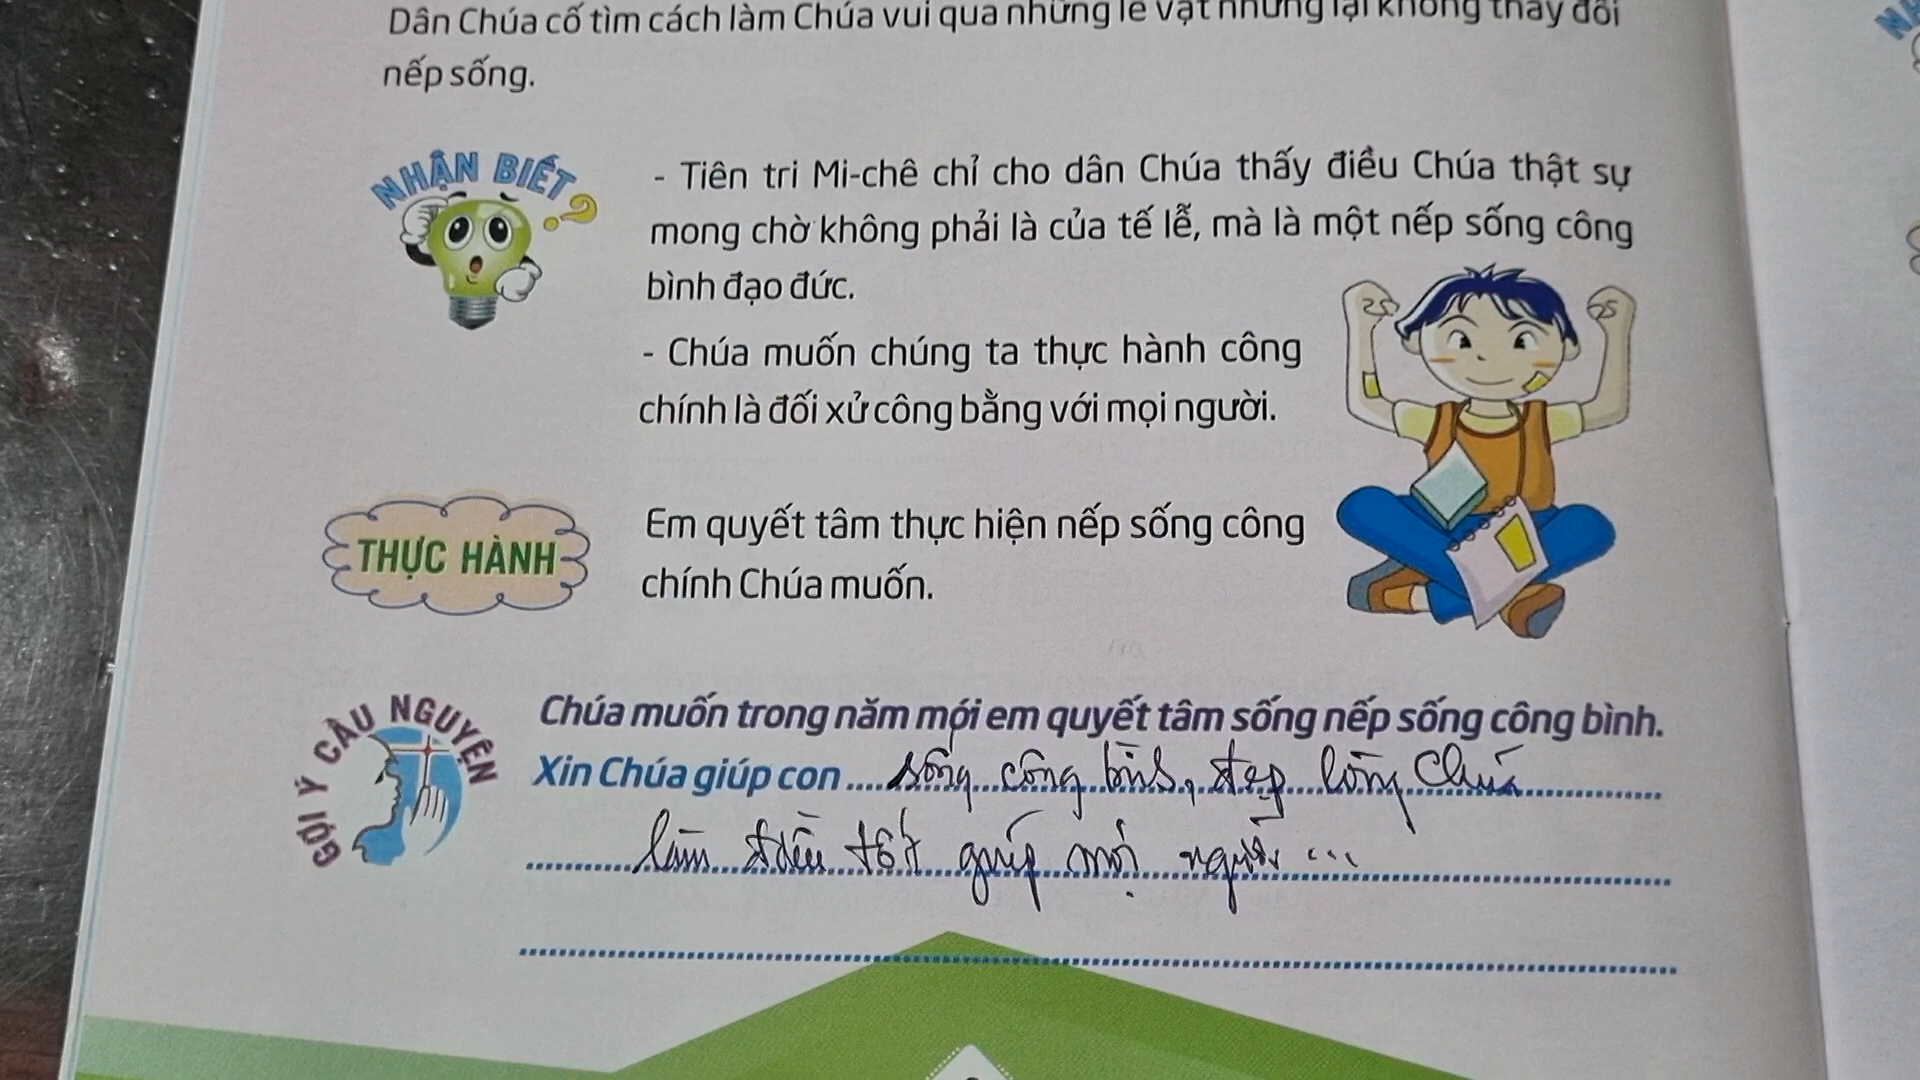 Dân Chúa cố tìm cách làm Chúa vui qua những lễ vật nhưng lại không thay đổi
nếp sống.
NHẬN BIẾT?
- Tiên tri Mi-chê chỉ cho dân Chúa thấy điều Chúa thật sự
mong chờ không phải là của tế lễ, mà là một nếp sống công
bình đạo đức.
- Chúa muốn chúng ta thực hành công
chính là đối xử công bằng với mọi người.
THỰC HÀNH
Em quyết tâm thực hiện nếp sống công
chính Chúa muốn.
GỢI Ý CẦU NGUYỆN
Chúa muốn trong năm mới em quyết tâm sống nếp sống công bình.
Xin Chúa giúp con .... sống công bình, đẹp lòng Chúa
làm điều tốt giúp mọi người ...